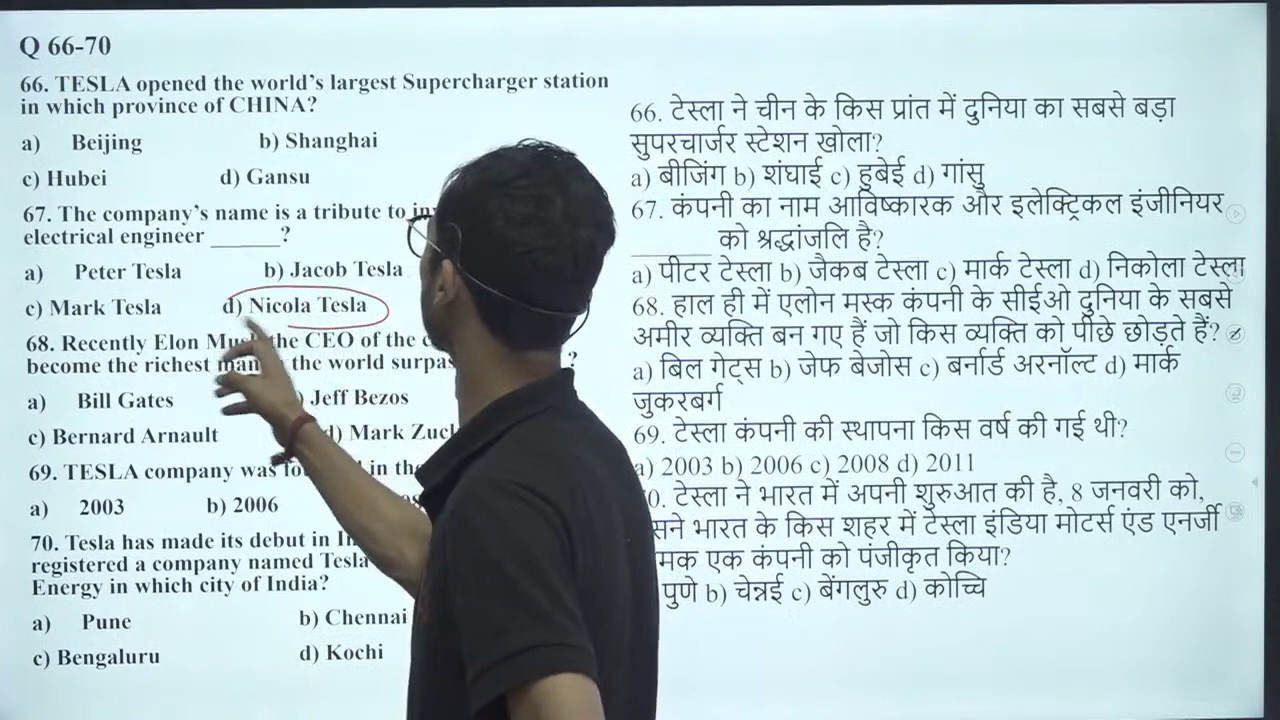 Q 66-70
66. TESLA opened the world's largest Supercharger station
in which province of CHINA?
a) Beijing b) Shanghai
c) Hubei d) Gansu
67. The company's name is a tribute to
electrical engineer _______?
a) Peter Tesla b) Jacob Tesla
c) Mark Tesla d) Nicola Tesla
68. Recently Elon the CEO of the
become the richest man the world ?
a) Bill Gates Jeff Bezos
c) Bernard Arnault d) Mark
69. TESLA company was in the
a) 2003 b) 2006
70. Tesla has made its debut in
registered a company named Tesla
Energy in which city of India?
a) Pune b) Chennai
c) Bengaluru d) Kochi
66. टेस्ला ने चीन के किस प्रांत में दुनिया का सबसे बड़ा
सुपरचार्जर स्टेशन खोला?
a) बीजिंग b) शंघाई c) हुबेई d) गांसु
67. कंपनी का नाम आविष्कारक और इलेक्ट्रिकल इंजीनियर
_______ को श्रद्धांजलि है?
a) पीटर टेस्ला b) जैकब टेस्ला c) मार्क टेस्ला d) निकोला टेस्ला
68. हाल ही में एलोन मस्क कंपनी के सीईओ दुनिया के सबसे
अमीर व्यक्ति बन गए हैं जो किस व्यक्ति को पीछे छोड़ते हैं?
a) बिल गेट्स b) जेफ बेजोस c) बर्नार्ड अरनॉल्ट d) मार्क
जुकरबर्ग
69. टेस्ला कंपनी की स्थापना किस वर्ष की गई थी?
a) 2003 b) 2006 c) 2008 d) 2011
टेस्ला ने भारत में अपनी शुरुआत की है, 8 जनवरी को,
भारत के किस शहर में टेस्ला इंडिया मोटर्स एंड एनर्जी
एक कंपनी को पंजीकृत किया?
पुणे b) चेन्नई c) बेंगलुरु d) कोच्चि